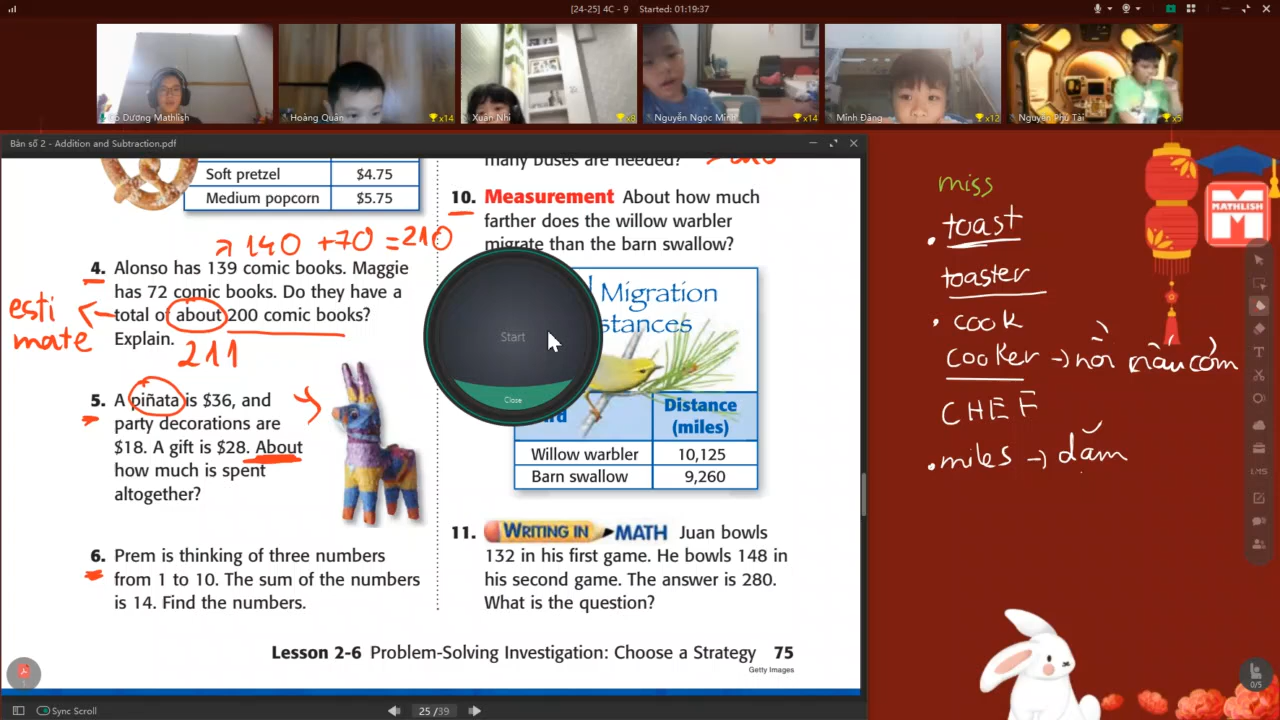 [24-25] 4C - 9 Started: 01:19:37
Cô Dương Mathlish
Hoàng Quân
x14
Xuân Nhi
x8
Nguyễn Ngọc Minh
x14
Minh Đăng
x12
Nguyễn Phú Tài
x5
Bản số 2 - Addition and Subtraction.pdf
Soft pretzel $4.75
Medium popcorn $5.75
140 +70 =210
4. Alonso has 139 comic books. Maggie
has 72 comic books. Do they have a
total of about 200 comic books?
Explain.
esti
mate
211
5. A piñata is $36, and
party decorations are
$18. A gift is $28. About
how much is spent
altogether?
6. Prem is thinking of three numbers
from 1 to 10. The sum of the numbers
is 14. Find the numbers.
many buses are needed?
10. Measurement About how much
farther does the willow warbler
migrate than the barn swallow?
Migration
Distance
(miles)
Willow warbler 10,125
Barn swallow 9,260
11. WRITING IN MATH Juan bowls
132 in his first game. He bowls 148 in
his second game. The answer is 280.
What is the question?
Lesson 2-6 Problem-Solving Investigation: Choose a Strategy 75
Getty Images
Start
Close
miss
toast
toaster
cook
cooker → nồi nấu cơm
CHEF
miles → dặm
MATHLISH
LMS
0/5
Sync Scroll
25 /39